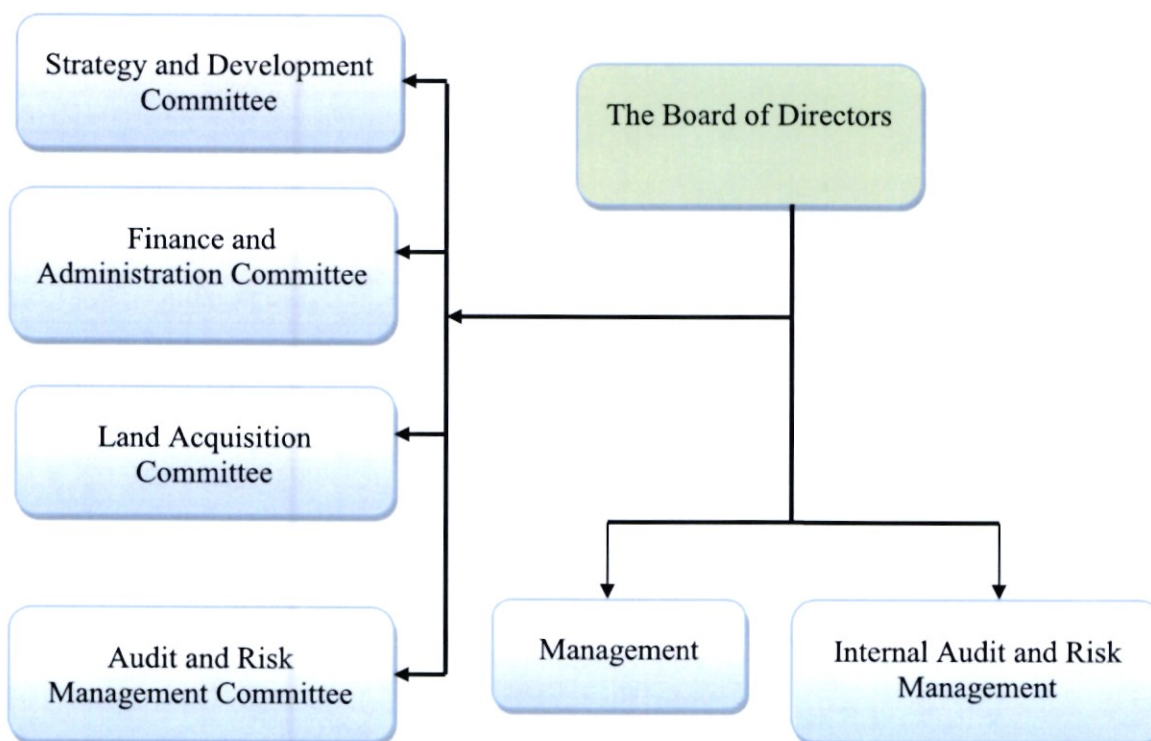 Strategy and Development
Committee
The Board of Directors
Finance and
Administration Committee
Land Acquisition
Committee
Audit and Risk
Management Committee
Management
Internal Audit and Risk
Management